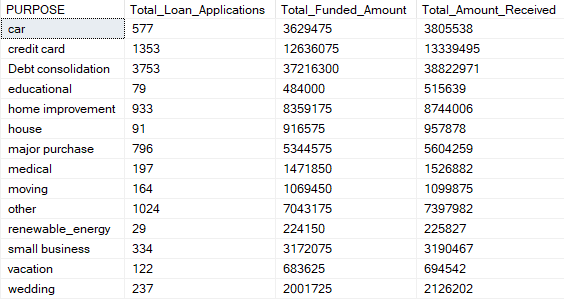 PURPOSE Total_Loan_Applications Total_Funded_Amount Total_Amount_Received
car 577 3629475 3805538
credit card 1353 12636075 13339495
Debt consolidation 3753 37216300 38822971
educational 79 484000 515639
home improvement 933 8359175 8744006
house 91 916575 957878
major purchase 796 5344575 5604259
medical 197 1471850 1526882
moving 164 1069450 1099875
other 1024 7043175 7397982
renewable_energy 29 224150 225827
small business 334 3172075 3190467
vacation 122 683625 694542
wedding 237 2001725 2126202